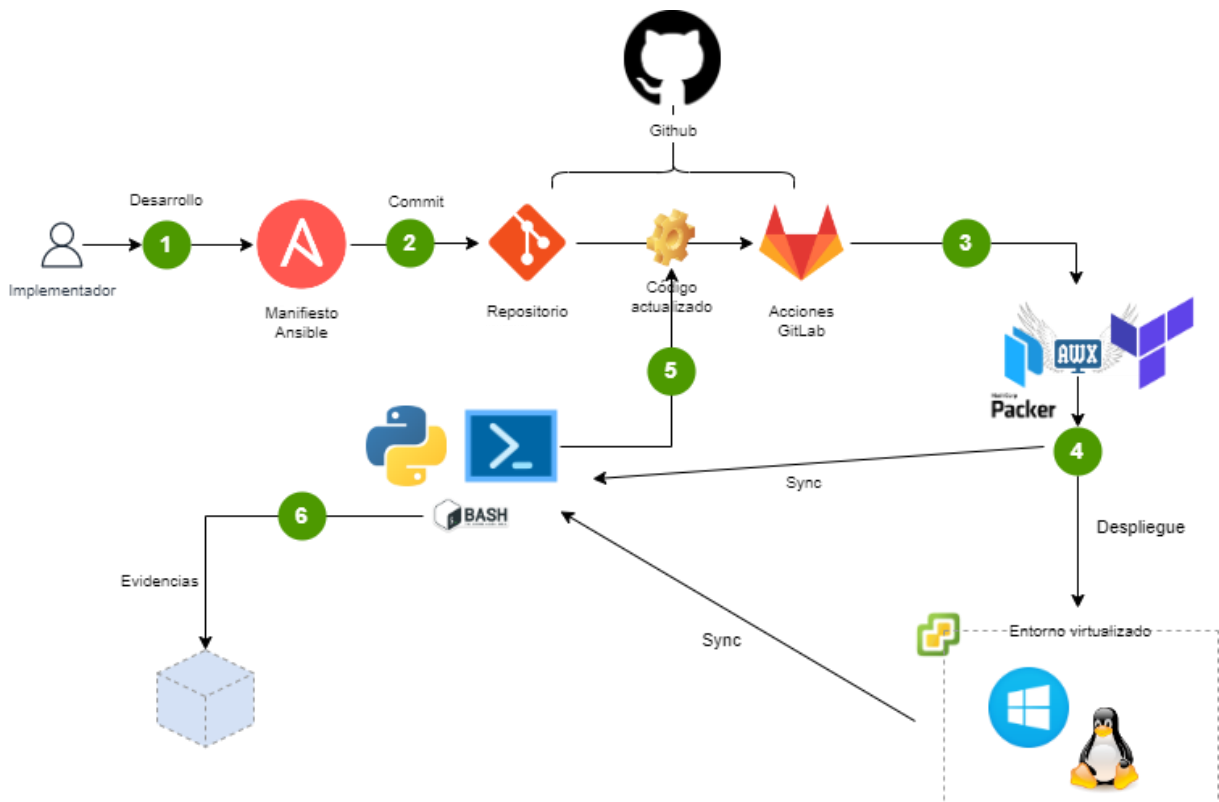 Github
Desarrollo
Commit
1
2
3
Implementador
Manifiesto
Ansible
Repositorio
Código
actualizado
Acciones
GitLab
AWX
HashiCorp
Packer
5
4
Sync
BASH
6
Despliegue
Evidencias
Sync
Entorno virtualizado